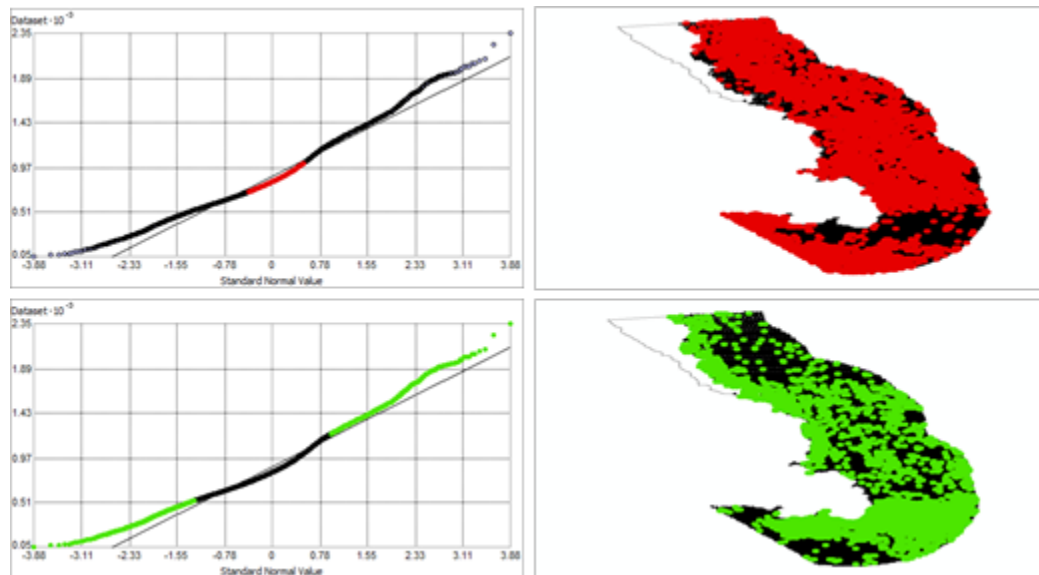 Dataset · 10 -3
2.35
1.89
1.43
0.97
0.51
0.05
-3.88 -3.11 -2.33 -1.55 -0.78 0 0.78 1.55 2.33 3.11 3.88
Standard Normal Value
Dataset · 10 -3
2.35
1.89
1.43
0.97
0.51
0.05
-3.88 -3.11 -2.33 -1.55 -0.78 0 0.78 1.55 2.33 3.11 3.88
Standard Normal Value